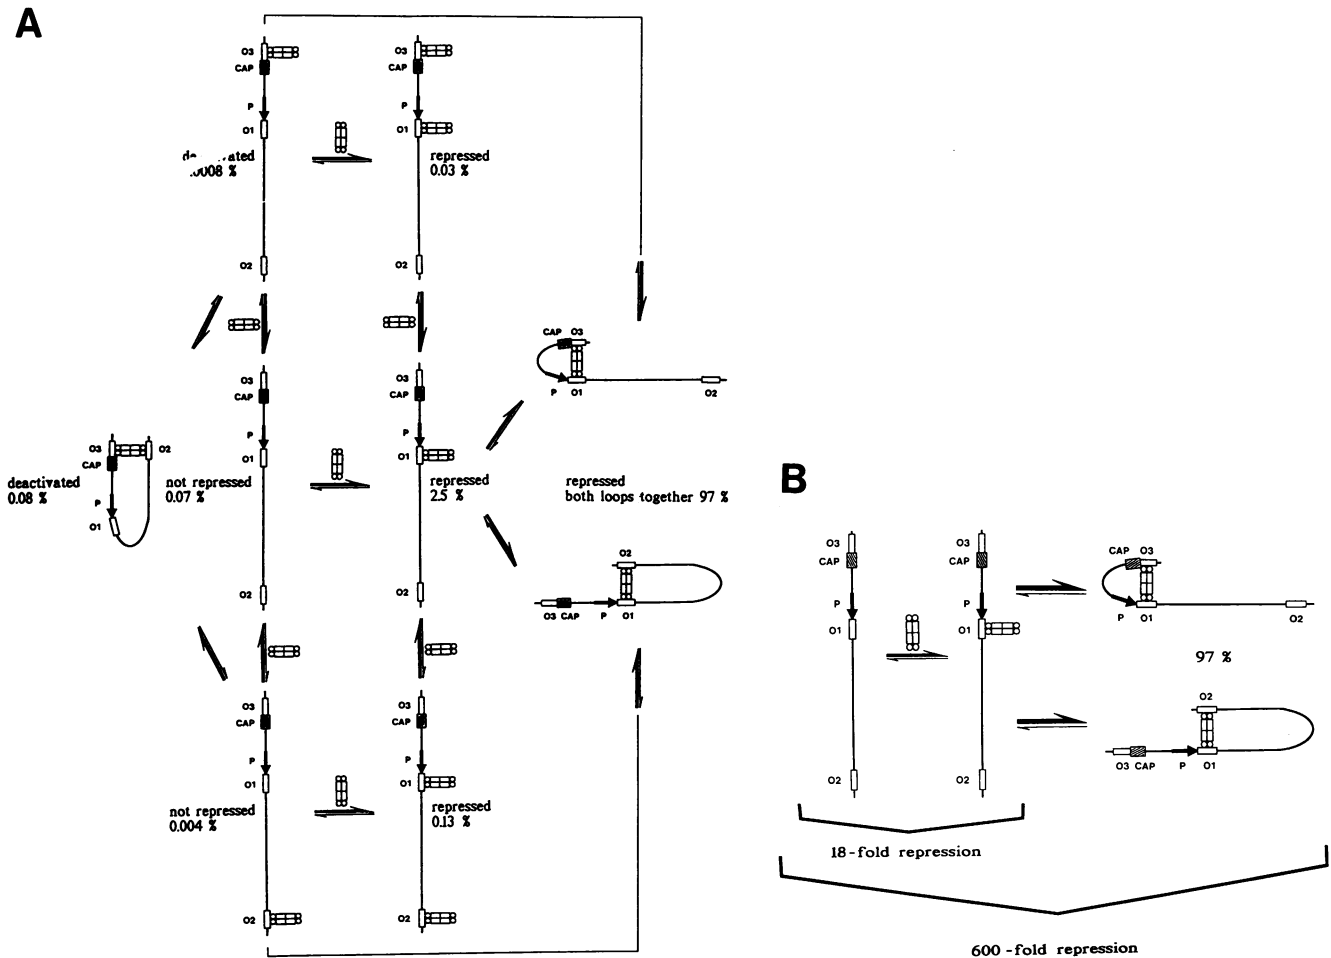 A
O3
CAP
P
O1
O2
O3
CAP
P
O1
repressed
0.03 %
O2
O3
CAP
P
O1
not repressed
0.07 %
O2
O3
CAP
P
O1
repressed
2.5 %
O2
O3
O2
CAP
P
O1
deactivated
0.08 %
CAP O3
P O1 O2
repressed
both loops together 97 %
O2
O3 CAP P O1
O3
CAP
P
O1
not repressed
0.004 %
O2
O3
CAP
P
O1
repressed
0.13 %
O2
B
O3
CAP
P
O1
O2
O3
CAP
P
O1
O2
CAP O3
P O1 O2
97 %
O2
O3 CAP P O1
18-fold repression
600-fold repression